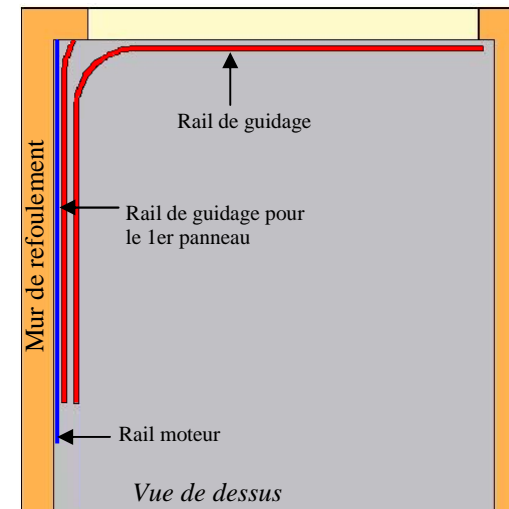 Rail de guidage
Mur de refoulement
Rail de guidage pour
le 1er panneau
Rail moteur
Vue de dessus